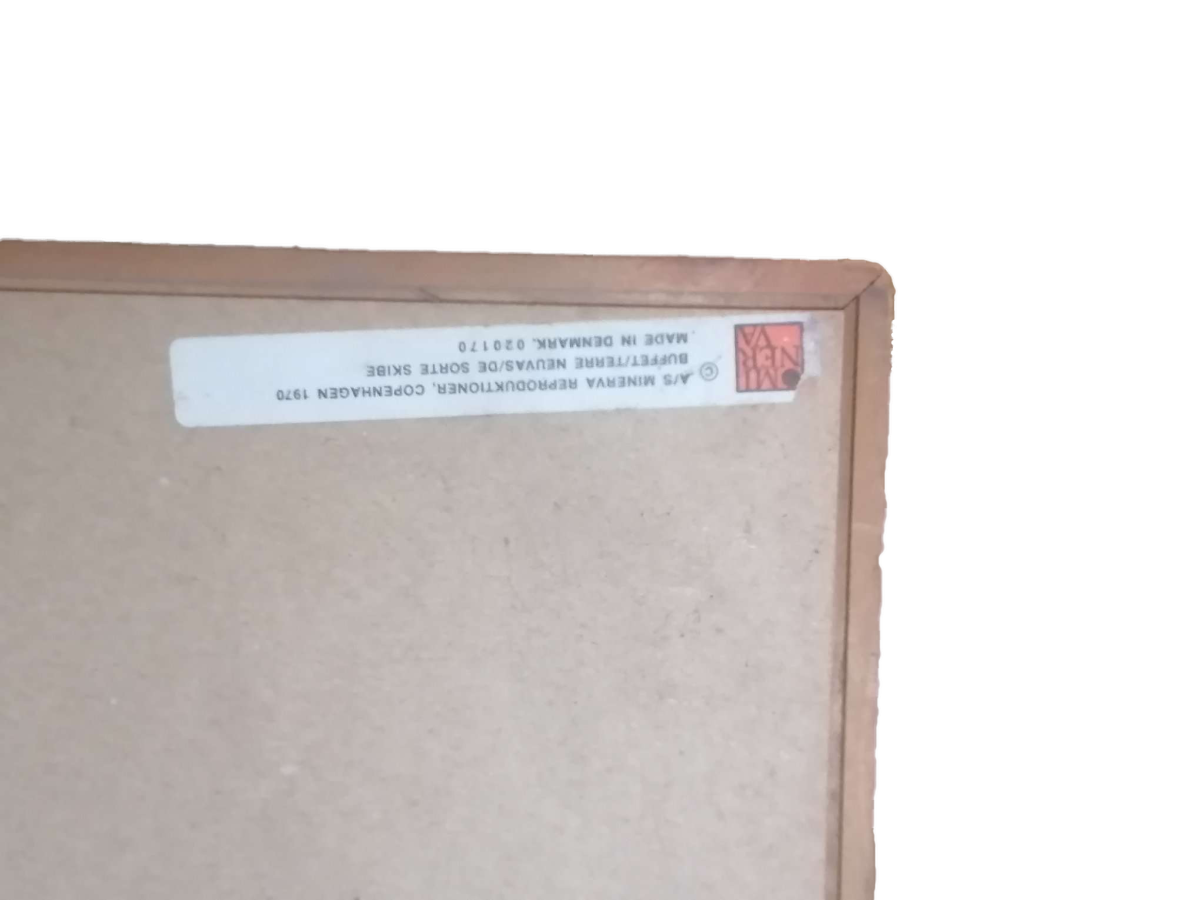 MI
NER
VA
© A/S MINERVA REPRODUKTIONER, COPENHAGEN 1970
BUFFET/TERRE NEUVAS/DE SORTE SKIBE
MADE IN DENMARK. 020170